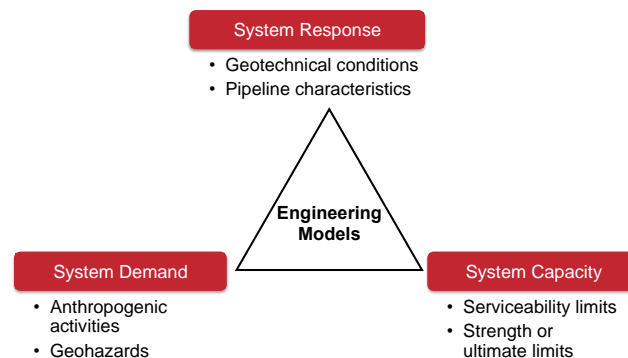 System Response
• Geotechnical conditions
• Pipeline characteristics
Engineering
Models
System Demand
• Anthropogenic
activities
• Geohazards
System Capacity
• Serviceability limits
• Strength or
ultimate limits